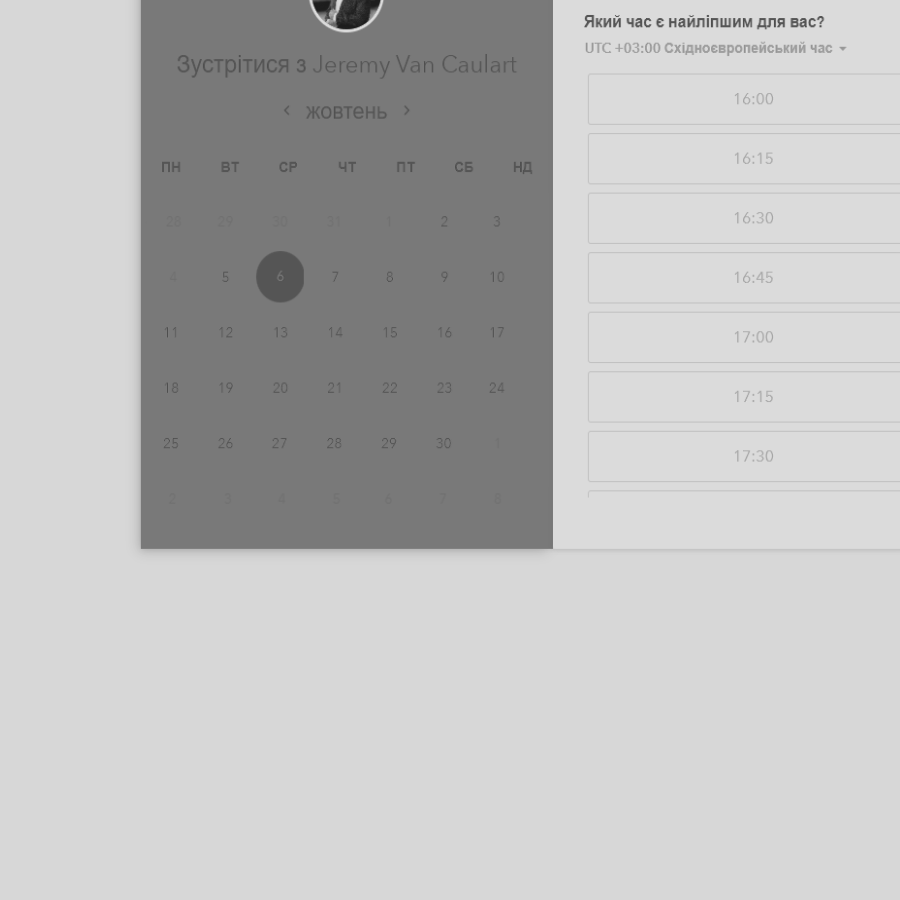 Зустрітися з Jeremy Van Caulart
жовтень
ПН ВТ СР ЧТ ПТ СБ НД
28 29 30 31 1 2 3
4 5 6 7 8 9 10
11 12 13 14 15 16 17
18 19 20 21 22 23 24
25 26 27 28 29 30 1
2 3 4 5 6 7 8
Який час є найліпшим для вас?
UTC +03:00 Східноєвропейський час
16:00
16:15
16:30
16:45
17:00
17:15
17:30